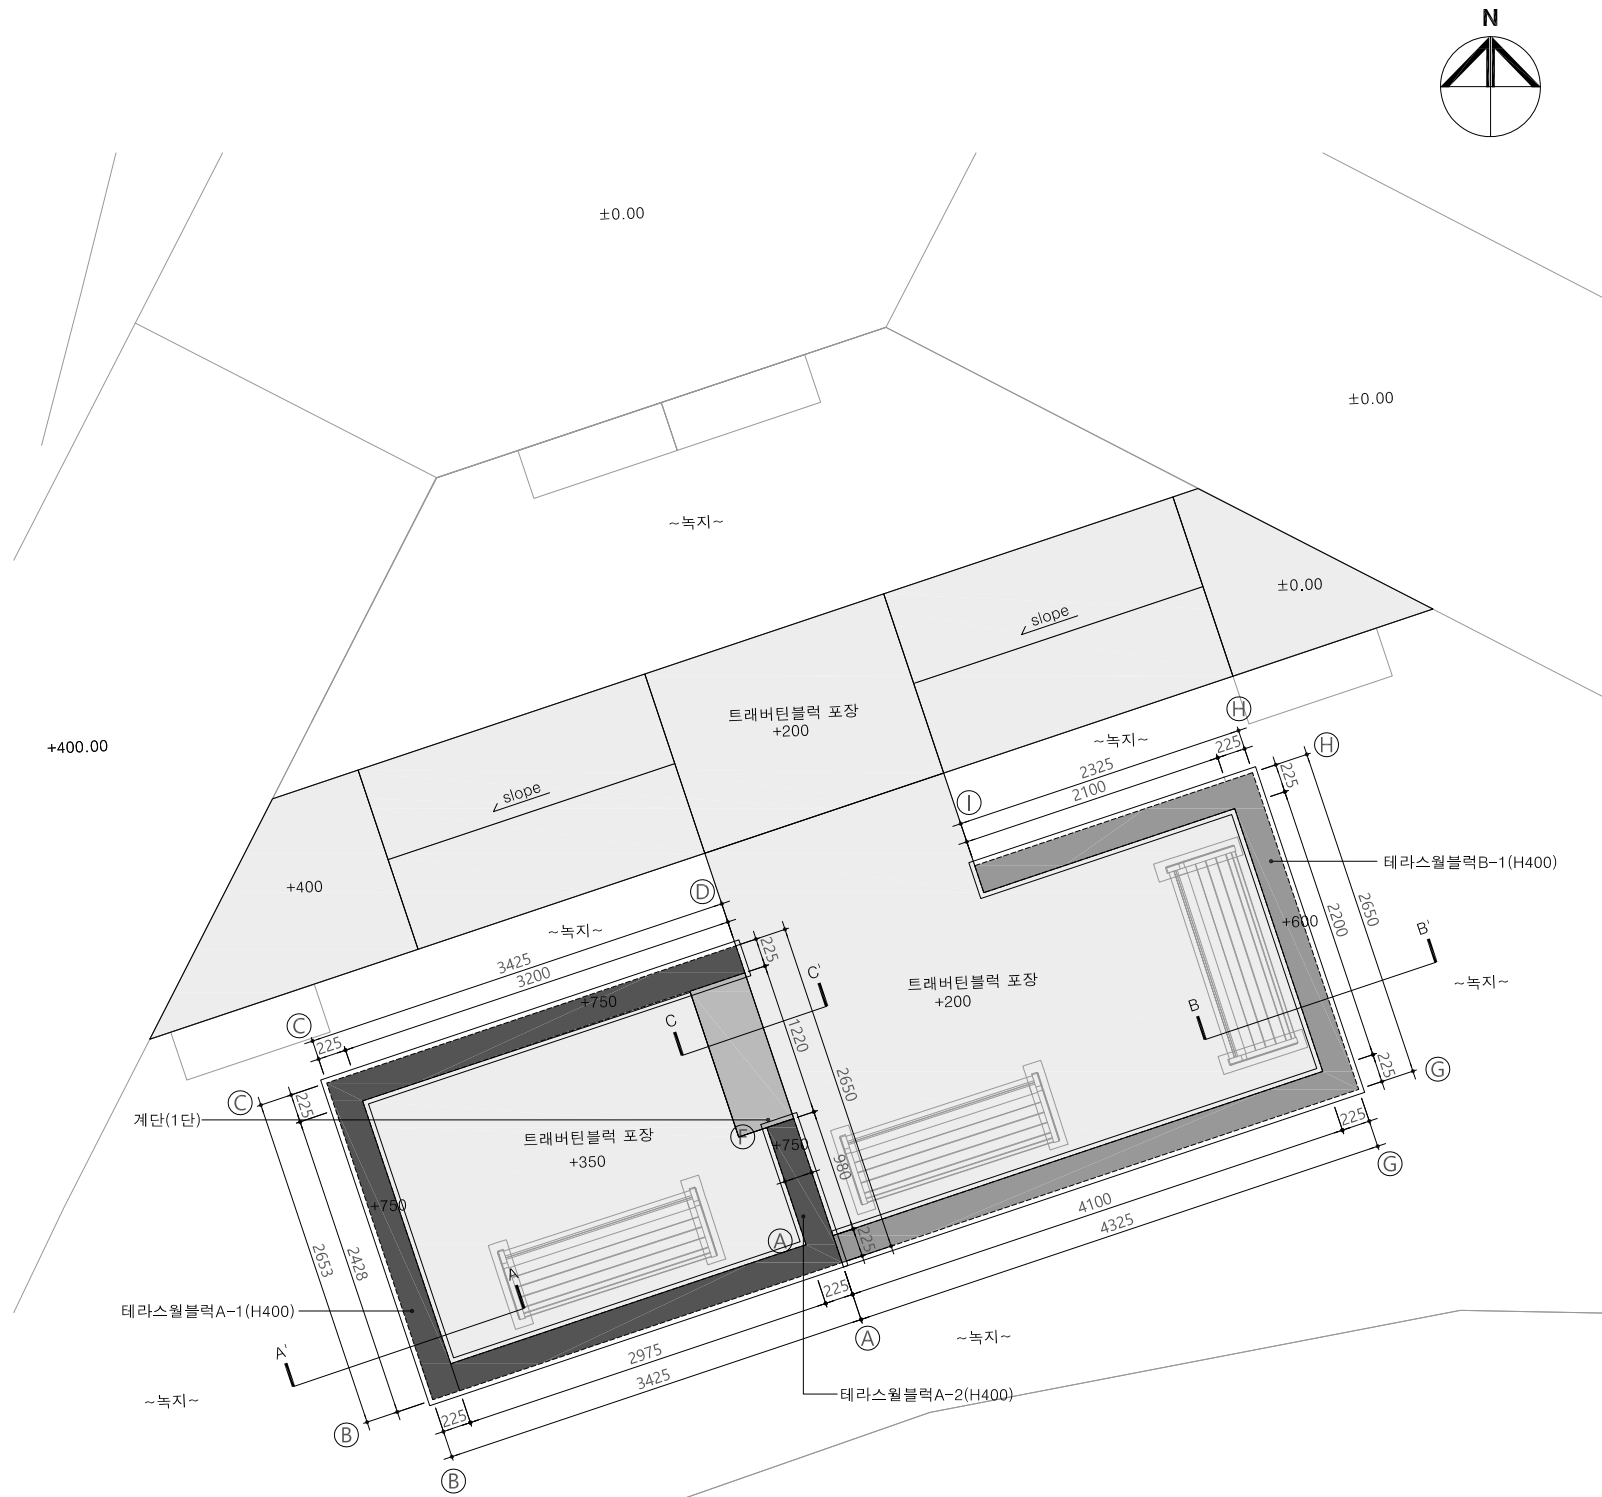 N
±0.00
±0.00
~녹지~
±0.00
slope
트래버틴블럭 포장
+200
+400.00
~녹지~
H
H
225
2325
2100
225
slope
I
테라스월블럭B-1(H400)
+400
D
~녹지~
2200
2650
+600
B'
3425
3200
225
트래버틴블럭 포장
+200
~녹지~
C'
+750
B
C
C
225
1220
C
225
2650
225
G
계단(1단)
트래버틴블럭 포장
+350
F
+750
225
G
980
+750
4100
4325
A
225
2653
2428
A
225
테라스월블럭A-1(H400)
A
~녹지~
A'
2975
3425
테라스월블럭A-2(H400)
~녹지~
B
225
B